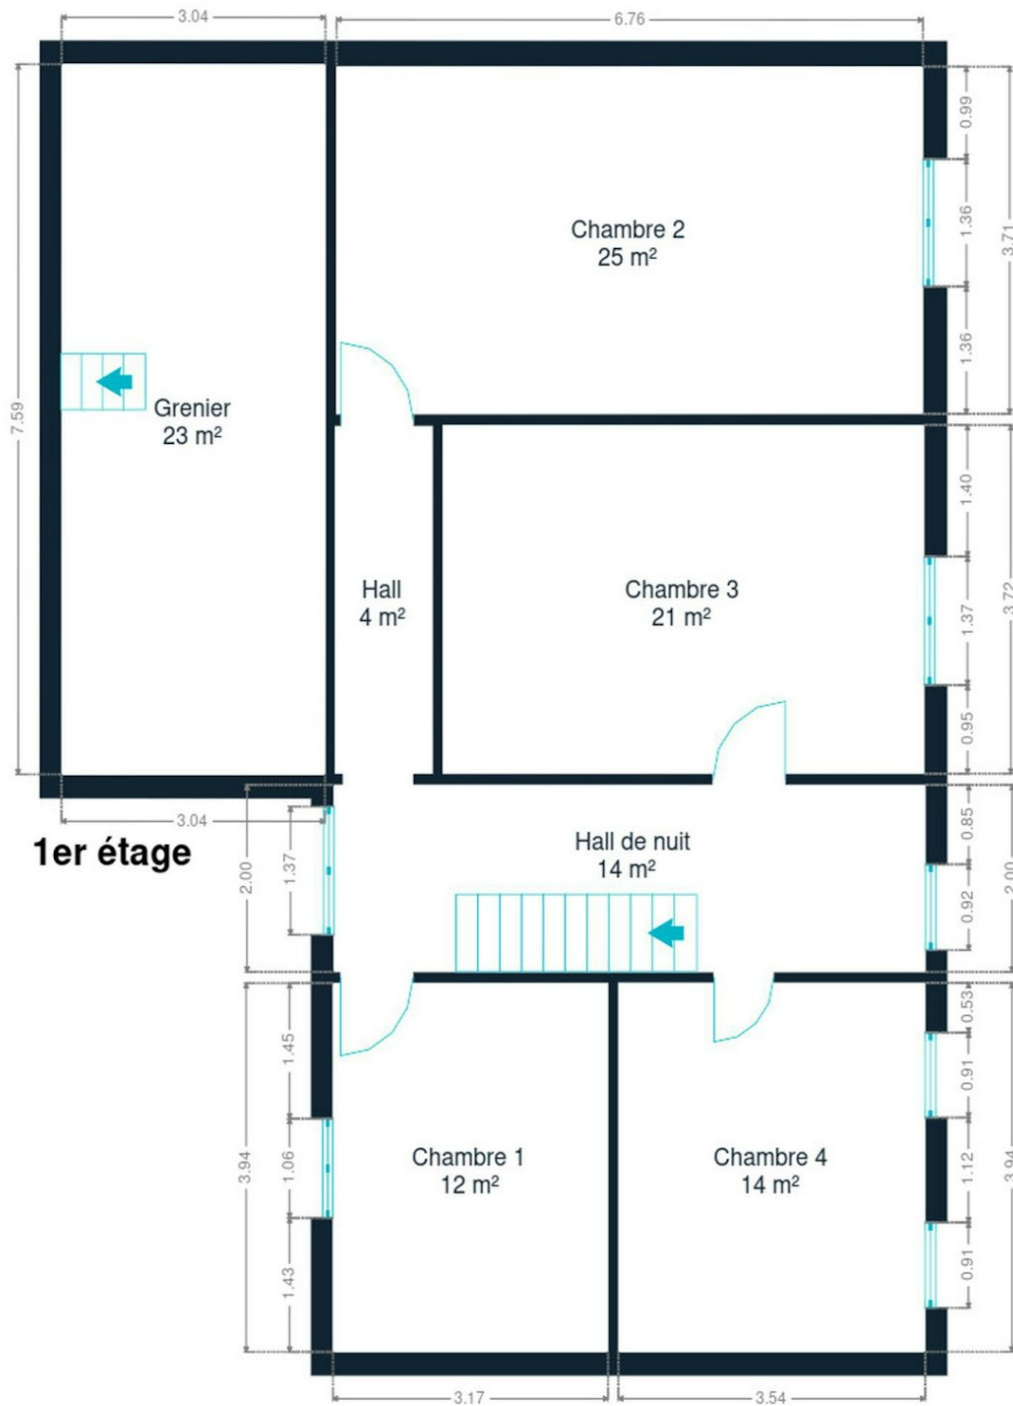 3.04
6.76
0.99
1.36
3.71
Chambre 2
25 m²
1.36
7.59
Grenier
23 m²
1.40
Hall
4 m²
Chambre 3
21 m²
1.37
3.72
0.95
3.04
1er étage
2.00
1.37
Hall de nuit
14 m²
0.85
0.92
2.00
1.45
0.53
0.91
3.94
1.06
Chambre 1
12 m²
Chambre 4
14 m²
1.12
3.94
1.43
0.91
3.17
3.54